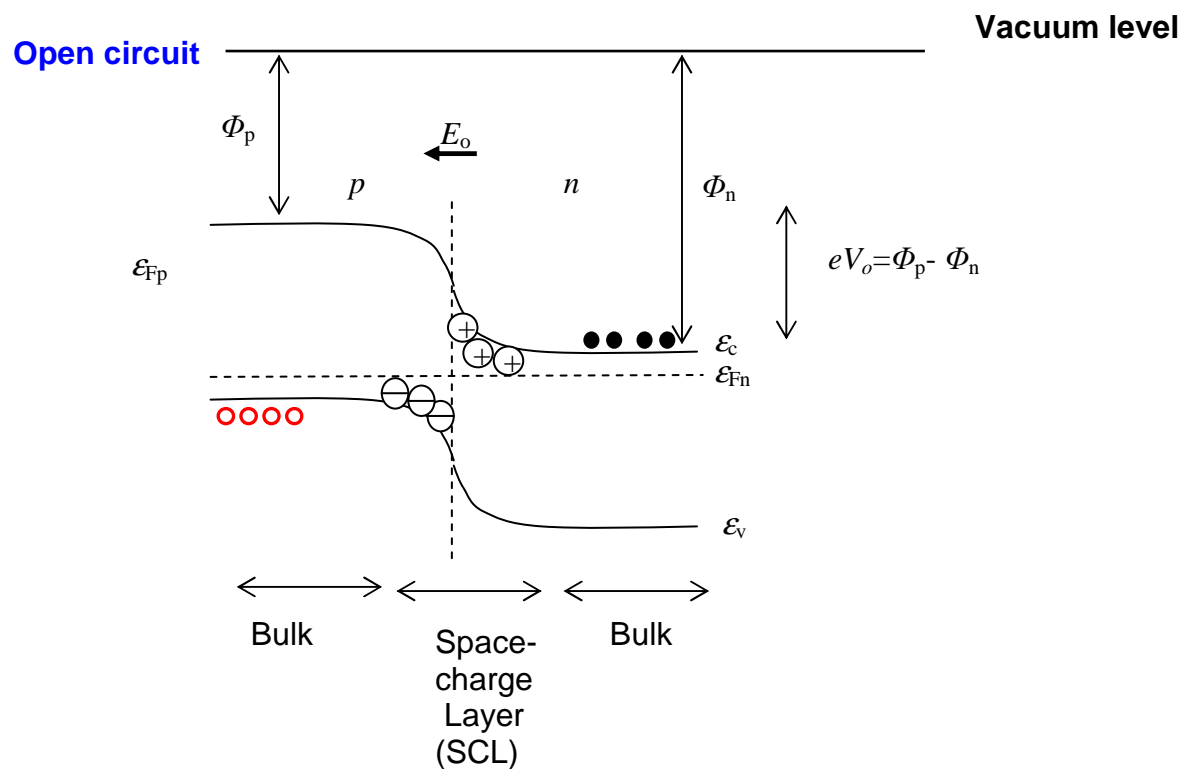 Vacuum level
Open circuit
Φp
Eo
p
n
Φn
εFp
eVo=Φp- Φn
εc
εFn
εv
Bulk
Space-
charge
Layer
(SCL)
Bulk